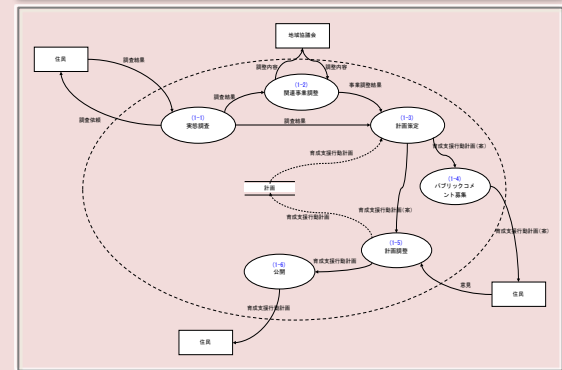 地域協議会
住民
調査結果
調整内容
調整内容
(1-2)
関連事業調整
調査結果
事業調整結果
(1-1)
実態調査
調査依頼
調査結果
(1-3)
計画策定
育成支援行動計画
育成支援行動計画(案)
(1-4)
パブリックコメ
ント募集
計画
育成支援行動計画
育成支援行動計画(案)
育成支援行動計画(案)
(1-5)
計画調整
(1-6)
公開
育成支援行動計画
意見
住民
育成支援行動計画
住民